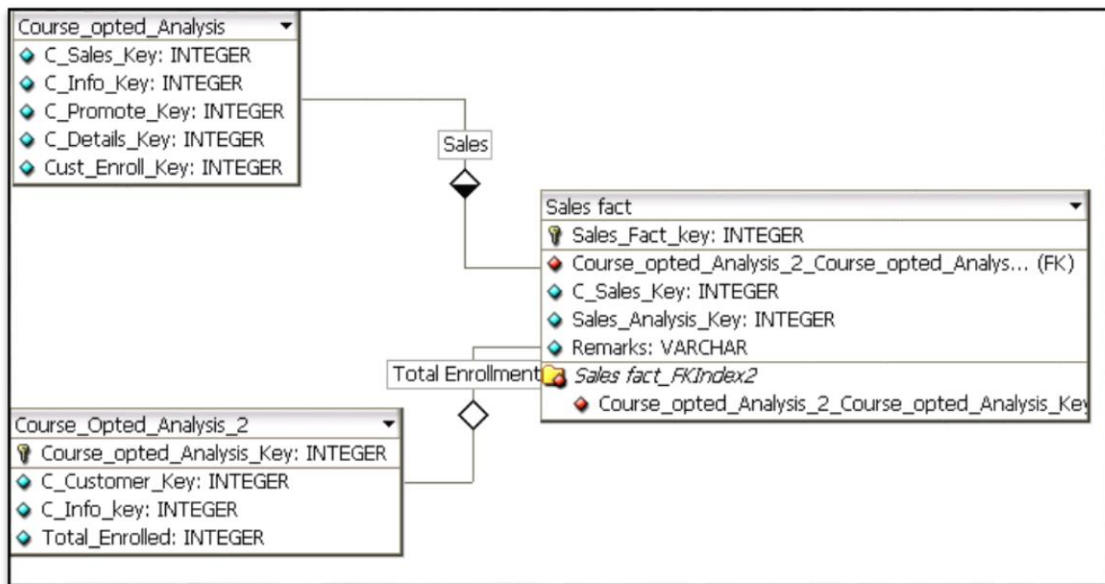 Course_opted_Analysis
C_Sales_Key: INTEGER
C_Info_Key: INTEGER
C_Promote_Key: INTEGER
C_Details_Key: INTEGER
Cust_Enroll_Key: INTEGER
Sales
Sales fact
Sales_Fact_key: INTEGER
Course_opted_Analysis_2_Course_opted_Analys... (FK)
C_Sales_Key: INTEGER
Sales_Analysis_Key: INTEGER
Remarks: VARCHAR
Sales fact_FKIndex2
Course_opted_Analysis_2_Course_opted_Analysis_Key
Total Enrollment
Course_Opted_Analysis_2
Course_opted_Analysis_Key: INTEGER
C_Customer_Key: INTEGER
C_Info_key: INTEGER
Total_Enrolled: INTEGER